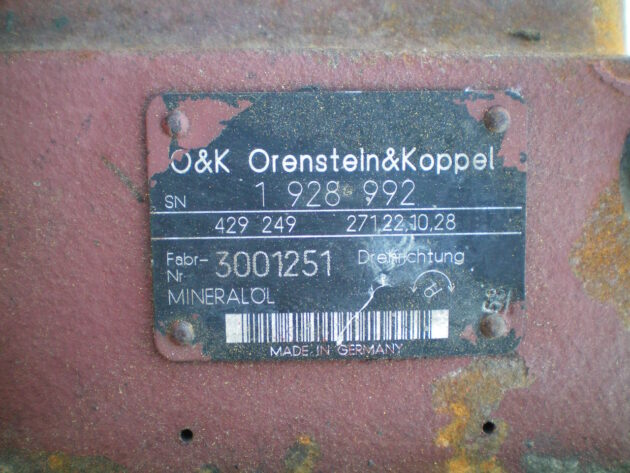 O&K Orenstein&Koppel
SN 1 928 992
429 249 271.22.10.28
Fabr-Nr 3001251 Drehrichtung
MINERALÖL
MADE IN GERMANY